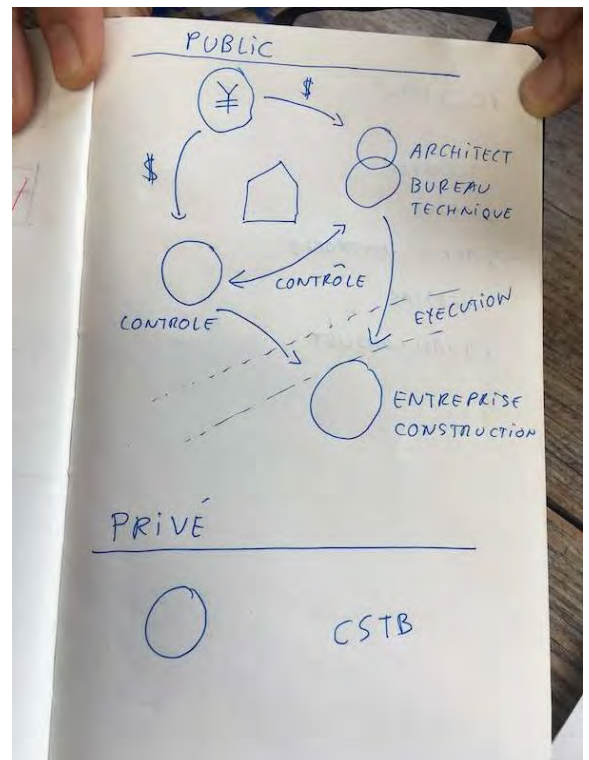 PUBLIC
¥
$
$
ARCHITECT
BUREAU
TECHNIQUE
CONTRÔLE
CONTROLE
EXECUTION
ENTREPRISE
CONSTRUCTION
PRIVÉ
CSTB